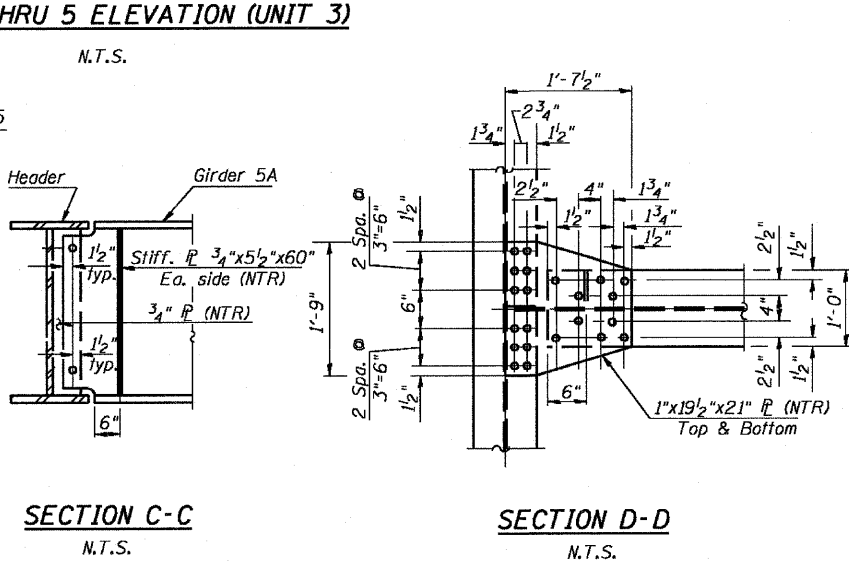 HRU 5 ELEVATION (UNIT 3)
N.T.S.
5
Header
Girder 5A
1½"
typ.
Stiff. ℄ ¾"x5½"x60"
Ea. side (NTR)
¾" ℄ (NTR)
1½"
typ.
6"
SECTION C-C
N.T.S.
1'-7½"
2¾"
1¾"
1½"
2½"
4"
1¾"
1½"
1¾"
1½"
2 Spa. @
3"=6"
1½"
1'-9"
6"
2 Spa. @
3"=6"
1½"
2½"
1½"
4"
1'-0"
2½"
1½"
6"
1"x19½"x21" ℄ (NTR)
Top & Bottom
SECTION D-D
N.T.S.